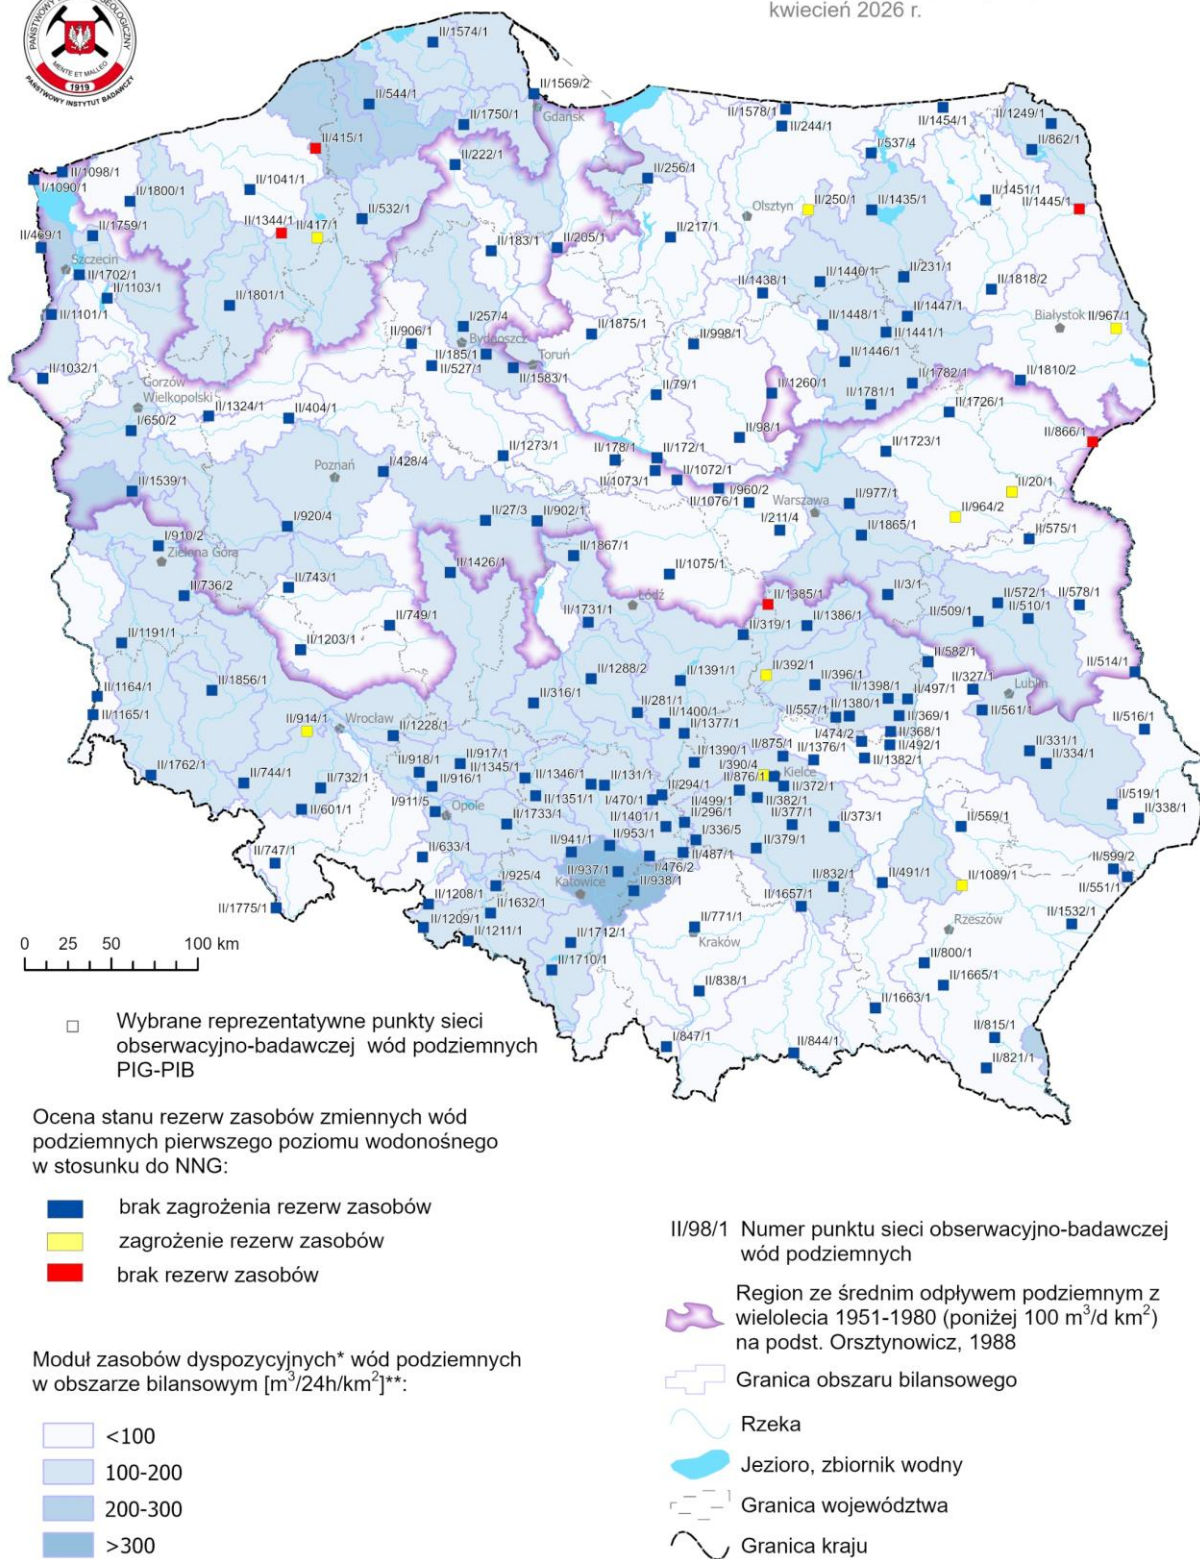 kwiecień 2026 r.
PAŃSTWOWY
GEOLOGICZNY
MENTE ET MALLEO
1919
PAŃSTWOWY INSTYTUT BADAWCZY
II/1574/1
II/544/1
II/1569/2
Gdańsk
II/1750/1
II/415/1
II/222/1
II/1578/1
II/244/1
II/1454/1
II/1249/1
II/862/1
I/537/4
II/1098/1
I/1090/1
II/1800/1
II/1041/1
II/256/1
II/1451/1
II/1445/1
II/532/1
II/1344/1
II/417/1
Olsztyn
II/250/1
II/1435/1
II/469/1
II/1759/1
Szczecin
II/183/1
II/205/1
II/217/1
II/1702/1
II/1103/1
II/1801/1
II/1438/1
II/1440/1
II/231/1
II/1818/2
II/1101/1
II/906/1
I/257/4
Bydgoszcz
II/1875/1
II/998/1
II/1448/1
II/1447/1
II/1441/1
Białystok
II/967/1
II/185/1
II/527/1
Toruń
II/1583/1
II/1446/1
II/1032/1
Gorzów
Wielkopolski
II/1782/1
II/1810/2
II/1324/1
II/404/1
II/79/1
II/1260/1
II/1781/1
II/1726/1
I/650/2
II/98/1
II/866/1
II/1273/1
II/178/1
II/172/1
II/1723/1
Poznań
I/428/4
II/1073/1
II/1072/1
II/1539/1
II/1076/1
I/960/2
Warszawa
II/977/1
II/20/1
I/920/4
II/27/3
II/902/1
I/211/4
II/1865/1
II/964/2
II/575/1
I/910/2
Zielona Góra
II/1867/1
II/736/2
II/743/1
II/1426/1
II/1075/1
Łódź
II/1385/1
II/3/1
II/572/1
II/578/1
II/749/1
II/1731/1
II/319/1
II/1386/1
II/509/1
II/510/1
II/1191/1
II/1203/1
II/582/1
II/514/1
II/1856/1
II/1288/2
II/1391/1
II/392/1
II/396/1
II/327/1
Lublin
II/1164/1
II/316/1
II/281/1
II/1398/1
II/497/1
II/1165/1
II/1400/1
II/557/1
II/1380/1
II/369/1
II/561/1
II/516/1
II/914/1
Wrocław
II/1228/1
II/1377/1
I/474/2
II/368/1
II/492/1
II/331/1
II/334/1
II/1390/1
II/875/1
II/1376/1
II/1382/1
II/1762/1
II/744/1
II/732/1
II/918/1
II/917/1
II/1345/1
II/916/1
II/1346/1
II/131/1
I/390/4
Kielce
II/876/1
II/372/1
II/294/1
II/601/1
I/911/5
Opole
II/1351/1
I/470/1
II/499/1
II/382/1
II/519/1
II/338/1
II/1733/1
II/1401/1
II/296/1
II/377/1
II/373/1
II/559/1
II/953/1
I/336/5
II/747/1
II/633/1
II/941/1
II/487/1
II/379/1
II/599/2
II/551/1
II/937/1
I/476/2
I/925/4
Katowice
II/938/1
II/832/1
II/491/1
II/1089/1
II/1775/1
II/1208/1
II/1632/1
II/1657/1
Rzeszów
II/1532/1
II/1209/1
II/1211/1
II/1712/1
II/771/1
Kraków
II/1710/1
II/800/1
II/1665/1
II/838/1
II/1663/1
I/847/1
II/844/1
II/815/1
II/821/1
0 25 50 100 km
Wybrane reprezentatywne punkty sieci
obserwacyjno-badawczej wód podziemnych
PIG-PIB
Ocena stanu rezerw zasobów zmiennych wód
podziemnych pierwszego poziomu wodonośnego
w stosunku do NNG:
brak zagrożenia rezerw zasobów
zagrożenie rezerw zasobów
brak rezerw zasobów
Moduł zasobów dyspozycyjnych* wód podziemnych
w obszarze bilansowym [m³/24h/km²]**:
<100
100-200
200-300
>300
II/98/1 Numer punktu sieci obserwacyjno-badawczej
wód podziemnych
Region ze średnim odpływem podziemnym z
wielolecia 1951-1980 (poniżej 100 m³/d km²)
na podst. Orsztynowicz, 1988
Granica obszaru bilansowego
Rzeka
Jezioro, zbiornik wodny
Granica województwa
Granica kraju